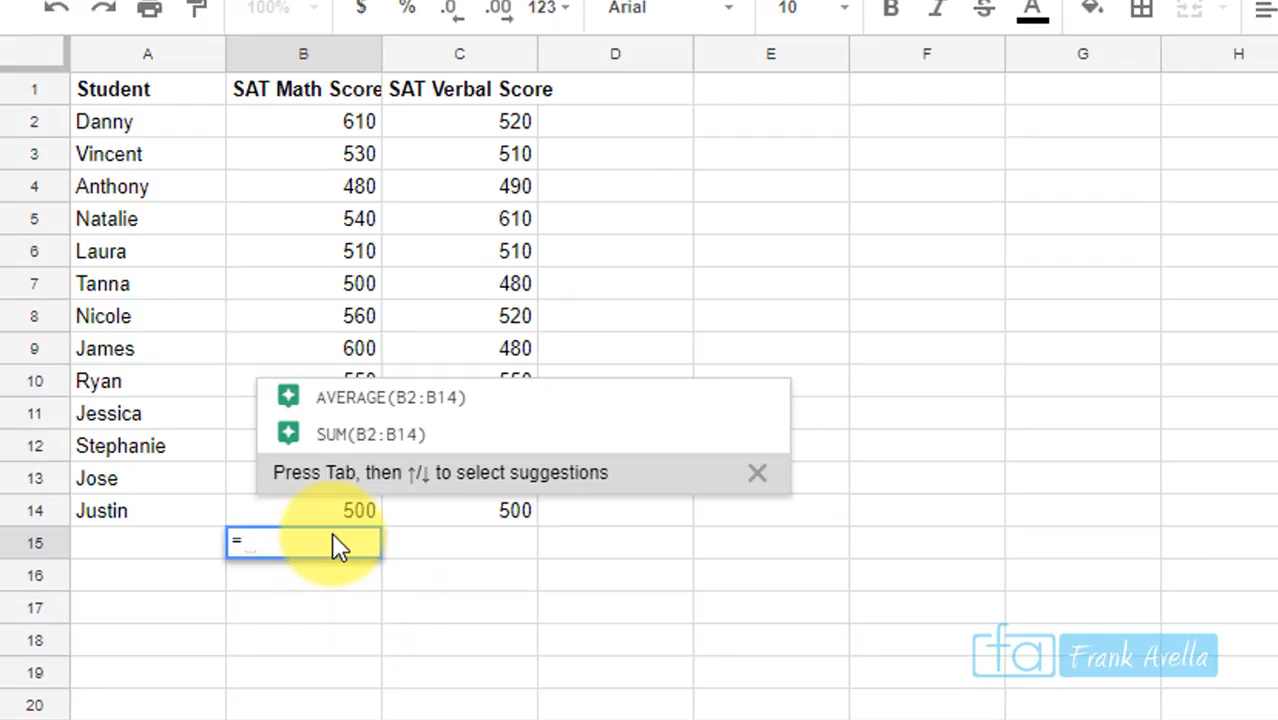 100% $ % .0 .00 123 Arial 10 B I S A
A B C D E F G H
1 Student SAT Math Score SAT Verbal Score
2 Danny 610 520
3 Vincent 530 510
4 Anthony 480 490
5 Natalie 540 610
6 Laura 510 510
7 Tanna 500 480
8 Nicole 560 520
9 James 600 480
10 Ryan
AVERAGE(B2:B14)
11 Jessica
SUM(B2:B14)
12 Stephanie
Press Tab, then ↑/↓ to select suggestions
13 Jose
14 Justin 500 500
15 =
16
17
18
fa Frank Avella
19
20